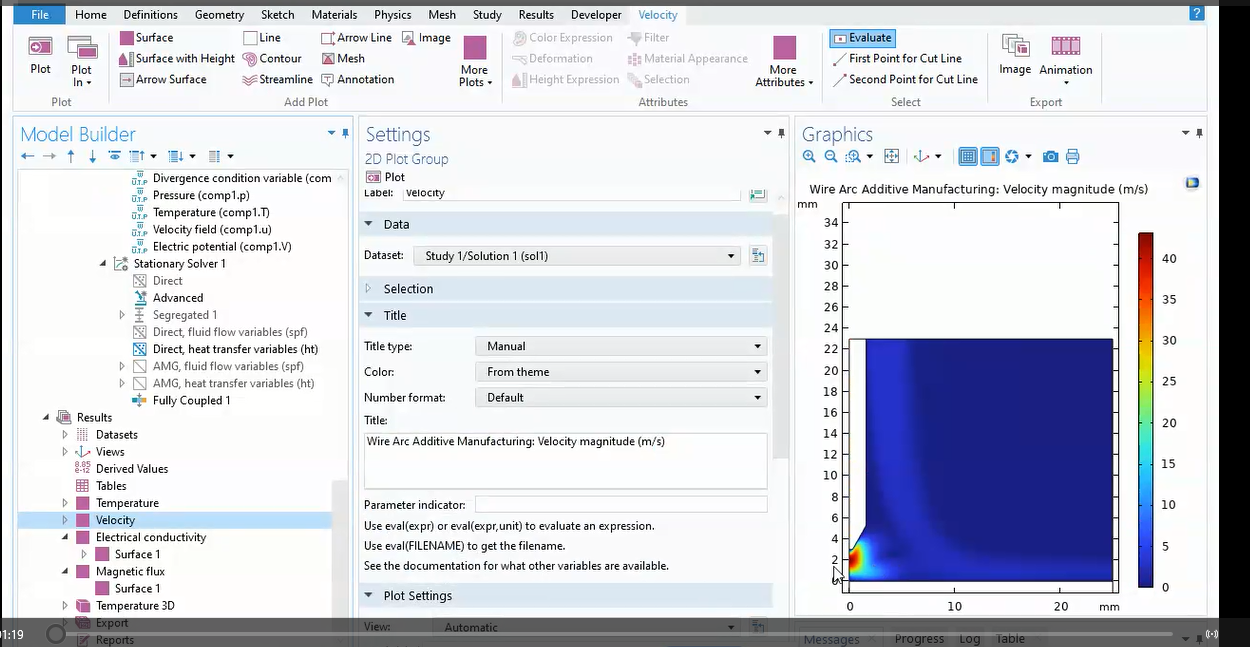 File Home Definitions Geometry Sketch Materials Physics Mesh Study Results Developer Velocity ?
Plot
Plot In
Plot
Surface Line Arrow Line Image
Surface with Height Contour Mesh
Arrow Surface Streamline Annotation
More Plots
Add Plot
Color Expression Filter
Deformation Material Appearance
Height Expression Selection
More Attributes
Attributes
Evaluate
First Point for Cut Line
Second Point for Cut Line
Select
Image
Animation
Export
Model Builder
Divergence condition variable (com
Pressure (comp1.p)
Temperature (comp1.T)
Velocity field (comp1.u)
Electric potential (comp1.V)
Stationary Solver 1
Direct
Advanced
Segregated 1
Direct, fluid flow variables (spf)
Direct, heat transfer variables (ht)
AMG, fluid flow variables (spf)
AMG, heat transfer variables (ht)
Fully Coupled 1
Results
Datasets
Views
8.85
e-12
Derived Values
Tables
Temperature
Velocity
Electrical conductivity
Surface 1
Magnetic flux
Surface 1
Temperature 3D
Export
Reports
01:19
Settings
2D Plot Group
Plot
Label: Velocity
Data
Dataset: Study 1/Solution 1 (sol1)
Selection
Title
Title type: Manual
Color: From theme
Number format: Default
Title:
Wire Arc Additive Manufacturing: Velocity magnitude (m/s)
Parameter indicator:
Use eval(expr) or eval(expr,unit) to evaluate an expression.
Use eval(FILENAME) to get the filename.
See the documentation for what other variables are available.
Plot Settings
View: Automatic
Graphics
Wire Arc Additive Manufacturing: Velocity magnitude (m/s)
mm
34
32
30
28
26
24
22
20
18
16
14
12
10
8
6
4
2
0
0 10 20 mm
40
35
30
25
20
15
10
5
0
Messages Progress Log Table